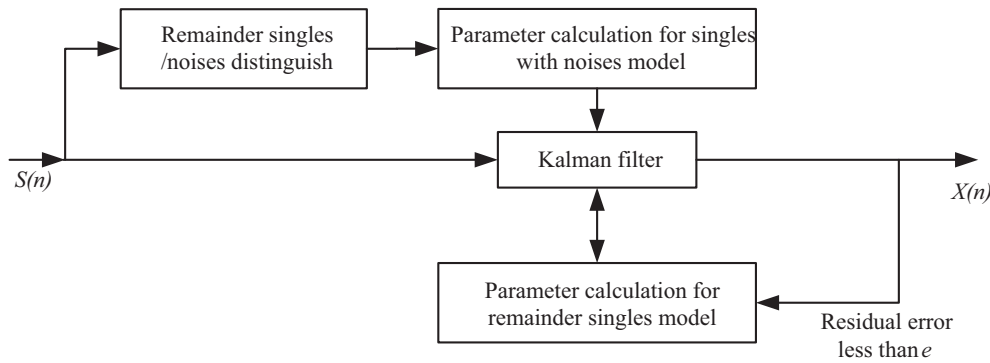 Remainder singles
/noises distinguish
Parameter calculation for singles
with noises model
Kalman filter
S(n)
X(n)
Parameter calculation for
remainder singles model
Residual error
less than e